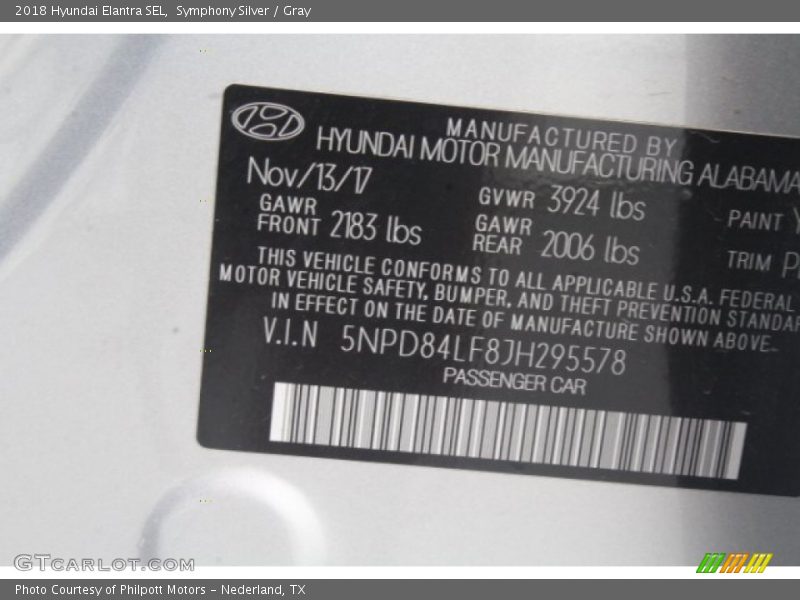 2018 Hyundai Elantra SEL, Symphony Silver / Gray
MANUFACTURED BY
HYUNDAI MOTOR MANUFACTURING ALABAMA
Nov/13/17
GVWR 3924 lbs
PAINT
GAWR FRONT 2183 lbs
GAWR REAR 2006 lbs
TRIM
THIS VEHICLE CONFORMS TO ALL APPLICABLE U.S.A. FEDERAL
MOTOR VEHICLE SAFETY, BUMPER, AND THEFT PREVENTION STANDAR
IN EFFECT ON THE DATE OF MANUFACTURE SHOWN ABOVE.
V.I.N 5NPD84LF8JH295578
PASSENGER CAR
GTCARLOT.COM
Photo Courtesy of Philpott Motors - Nederland, TX